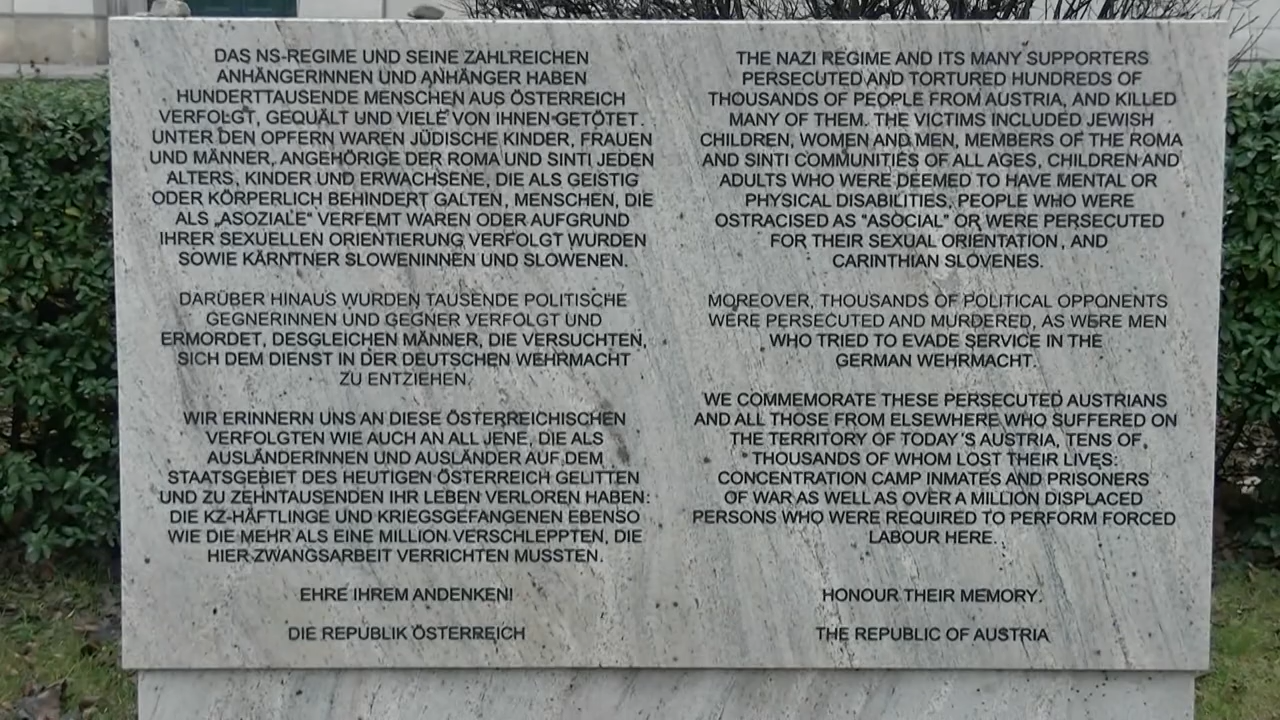 DAS NS-REGIME UND SEINE ZAHLREICHEN
ANHÄNGERINNEN UND ANHÄNGER HABEN
HUNDERTTAUSENDE MENSCHEN AUS ÖSTERREICH
VERFOLGT, GEQUÄLT UND VIELE VON IHNEN GETÖTET.
UNTER DEN OPFERN WAREN JÜDISCHE KINDER, FRAUEN
UND MÄNNER, ANGEHÖRIGE DER ROMA UND SINTI JEDEN
ALTERS, KINDER UND ERWACHSENE, DIE ALS GEISTIG
ODER KÖRPERLICH BEHINDERT GALTEN, MENSCHEN, DIE
ALS „ASOZIALE“ VERFEMT WAREN ODER AUFGRUND
IHRER SEXUELLEN ORIENTIERUNG VERFOLGT WURDEN
SOWIE KÄRNTNER SLOWENINNEN UND SLOWENEN.
DARÜBER HINAUS WURDEN TAUSENDE POLITISCHE
GEGNERINNEN UND GEGNER VERFOLGT UND
ERMORDET, DESGLEICHEN MÄNNER, DIE VERSUCHTEN,
SICH DEM DIENST IN DER DEUTSCHEN WEHRMACHT
ZU ENTZIEHEN.
WIR ERINNERN UNS AN DIESE ÖSTERREICHISCHEN
VERFOLGTEN WIE AUCH AN ALL JENE, DIE ALS
AUSLÄNDERINNEN UND AUSLÄNDER AUF DEM
STAATSGEBIET DES HEUTIGEN ÖSTERREICH GELITTEN
UND ZU ZEHNTAUSENDEN IHR LEBEN VERLOREN HABEN:
DIE KZ-HÄFTLINGE UND KRIEGSGEFANGENEN EBENSO
WIE DIE MEHR ALS EINE MILLION VERSCHLEPPTEN, DIE
HIER ZWANGSARBEIT VERRICHTEN MUSSTEN.
EHRE IHREM ANDENKEN!
DIE REPUBLIK ÖSTERREICH
THE NAZI REGIME AND ITS MANY SUPPORTERS
PERSECUTED AND TORTURED HUNDREDS OF
THOUSANDS OF PEOPLE FROM AUSTRIA, AND KILLED
MANY OF THEM. THE VICTIMS INCLUDED JEWISH
CHILDREN, WOMEN AND MEN, MEMBERS OF THE ROMA
AND SINTI COMMUNITIES OF ALL AGES, CHILDREN AND
ADULTS WHO WERE DEEMED TO HAVE MENTAL OR
PHYSICAL DISABILITIES, PEOPLE WHO WERE
OSTRACISED AS "ASOCIAL" OR WERE PERSECUTED
FOR THEIR SEXUAL ORIENTATION, AND
CARINTHIAN SLOVENES.
MOREOVER, THOUSANDS OF POLITICAL OPPONENTS
WERE PERSECUTED AND MURDERED, AS WERE MEN
WHO TRIED TO EVADE SERVICE IN THE
GERMAN WEHRMACHT.
WE COMMEMORATE THESE PERSECUTED AUSTRIANS
AND ALL THOSE FROM ELSEWHERE WHO SUFFERED ON
THE TERRITORY OF TODAY'S AUSTRIA, TENS OF
THOUSANDS OF WHOM LOST THEIR LIVES:
CONCENTRATION CAMP INMATES AND PRISONERS
OF WAR AS WELL AS OVER A MILLION DISPLACED
PERSONS WHO WERE REQUIRED TO PERFORM FORCED
LABOUR HERE.
HONOUR THEIR MEMORY.
THE REPUBLIC OF AUSTRIA